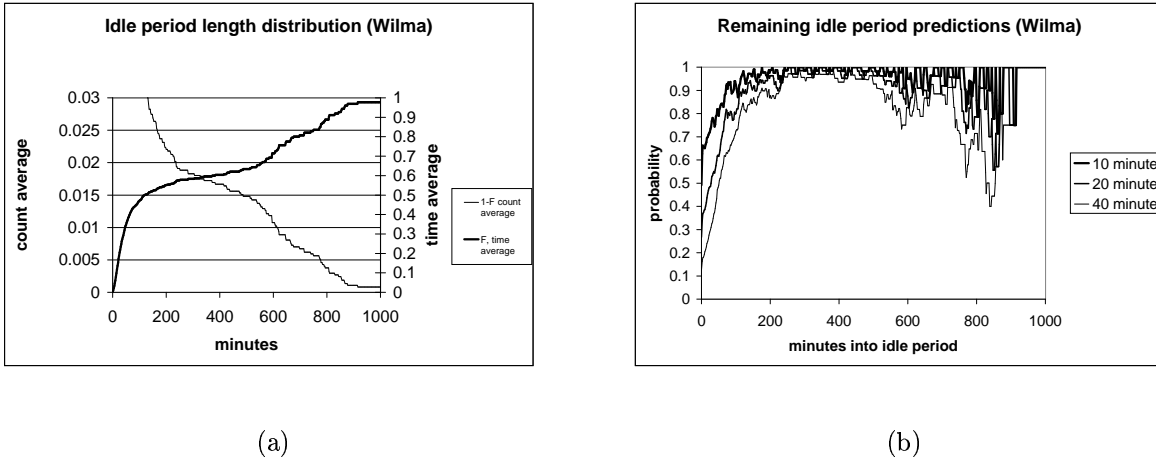 Idle period length distribution (Wilma)
0.03
0.025
0.02
0.015
0.01
0.005
0
count average
1
0.9
0.8
0.7
0.6
0.5
0.4
0.3
0.2
0.1
0
time average
0 200 400 600 800 1000
minutes
1-F count
average
F, time
average
(a)
Remaining idle period predictions (Wilma)
1
0.9
0.8
0.7
0.6
0.5
0.4
0.3
0.2
0.1
0
probability
0 200 400 600 800 1000
minutes into idle period
10 minute
20 minute
40 minute
(b)